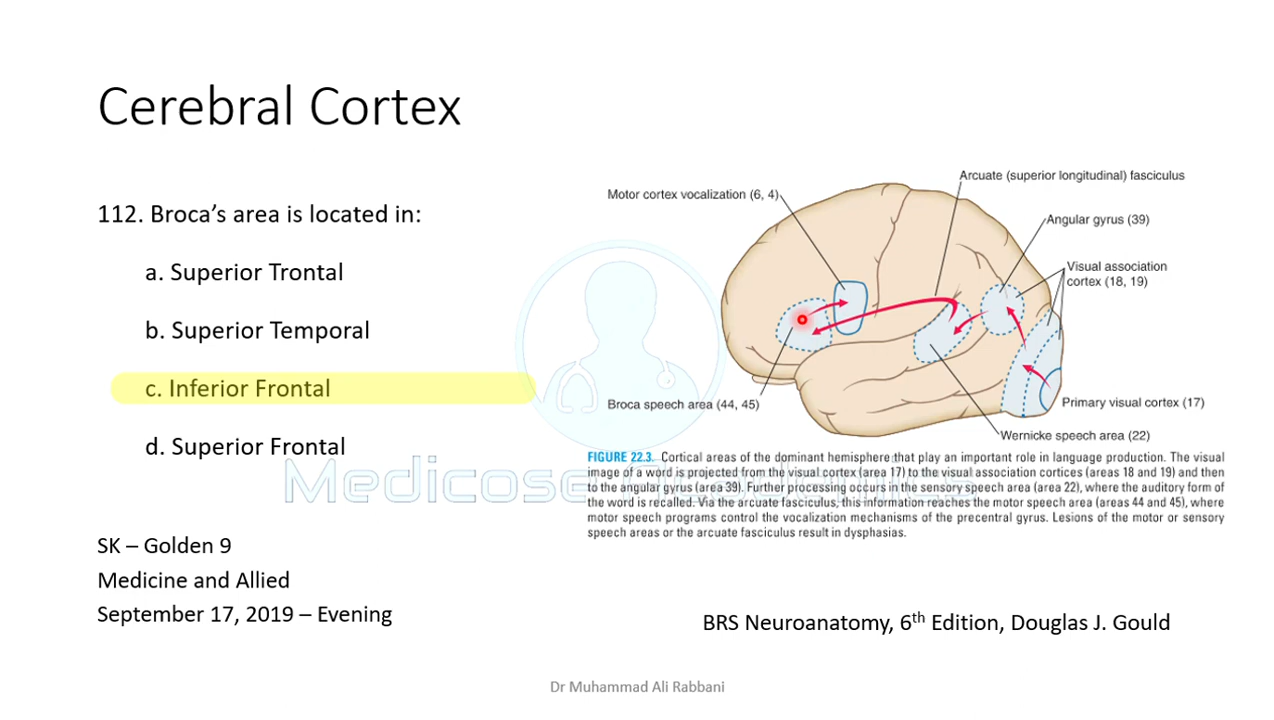 Cerebral Cortex
112. Broca's area is located in:
a. Superior Trontal
b. Superior Temporal
c. Inferior Frontal
d. Superior Frontal
SK – Golden 9
Medicine and Allied
September 17, 2019 – Evening
Arcuate (superior longitudinal) fasciculus
Motor cortex vocalization (6, 4)
Angular gyrus (39)
Visual association
cortex (18, 19)
Broca speech area (44, 45)
Primary visual cortex (17)
Wernicke speech area (22)
FIGURE 22.3. Cortical areas of the dominant hemisphere that play an important role in language production. The visual
image of a word is projected from the visual cortex (area 17) to the visual association cortices (areas 18 and 19) and then
to the angular gyrus (area 39). Further processing occurs in the sensory speech area (area 22), where the auditory form of
the word is recalled. Via the arcuate fasciculus, this information reaches the motor speech area (areas 44 and 45), where
motor speech programs control the vocalization mechanisms of the precentral gyrus. Lesions of the motor or sensory
speech areas or the arcuate fasciculus result in dysphasias.
Medicose Academics
BRS Neuroanatomy, 6th Edition, Douglas J. Gould
Dr Muhammad Ali Rabbani